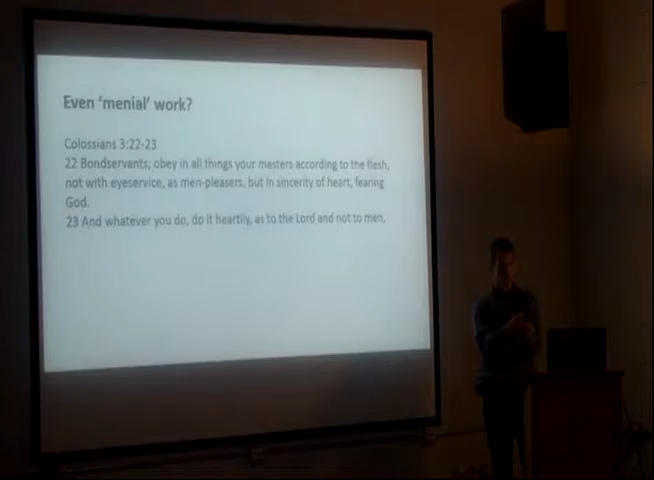 Even 'menial' work?
Colossians 3:22-23
22 Bondservants, obey in all things your masters according to the flesh,
not with eyeservice, as men-pleasers, but in sincerity of heart, fearing
God.
23 And whatever you do, do it heartily, as to the Lord and not to men,